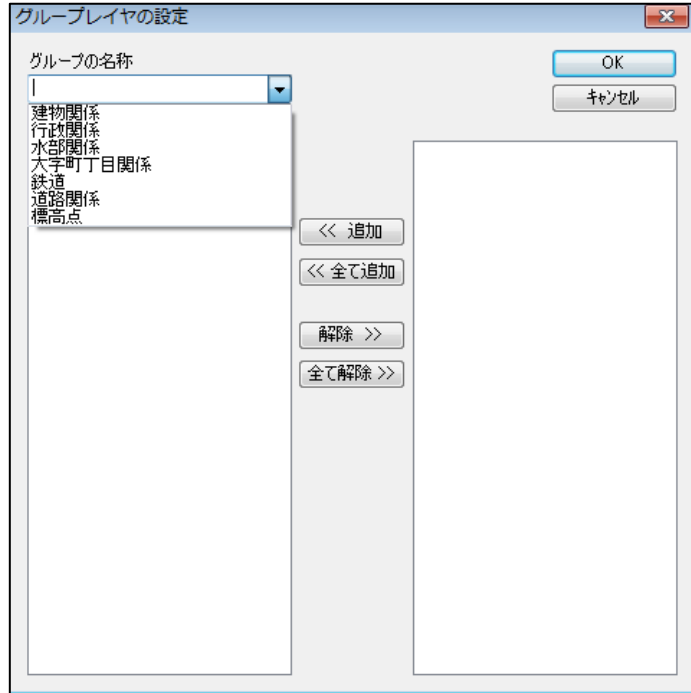 グループレイヤの設定
グループの名称
OK
キャンセル
建物関係
行政関係
水部関係
大字町丁目関係
鉄道
道路関係
標高点
<< 追加
<< 全て追加
解除 >>
全て解除 >>